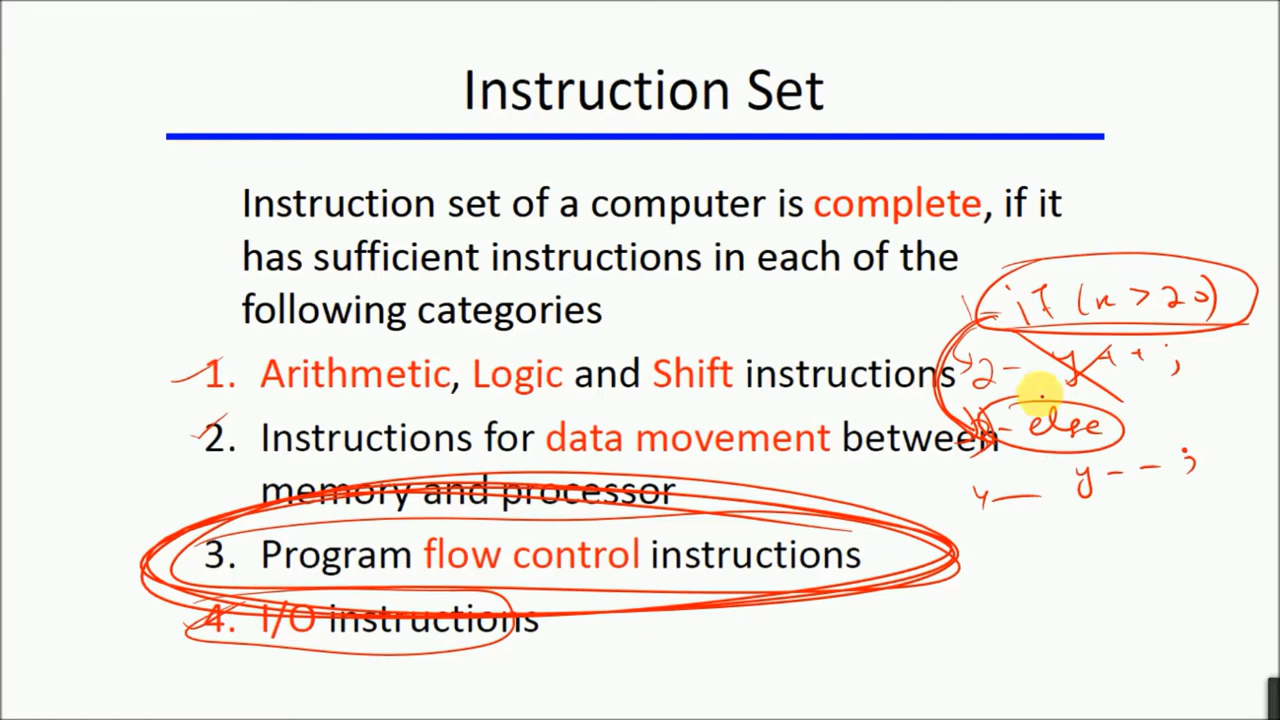 Instruction Set
Instruction set of a computer is complete, if it
has sufficient instructions in each of the
following categories
1. Arithmetic, Logic and Shift instructions
2. Instructions for data movement between
memory and processor
3. Program flow control instructions
4. I/O instructions
if (x > 20)
2- y++;
else
4— y--;